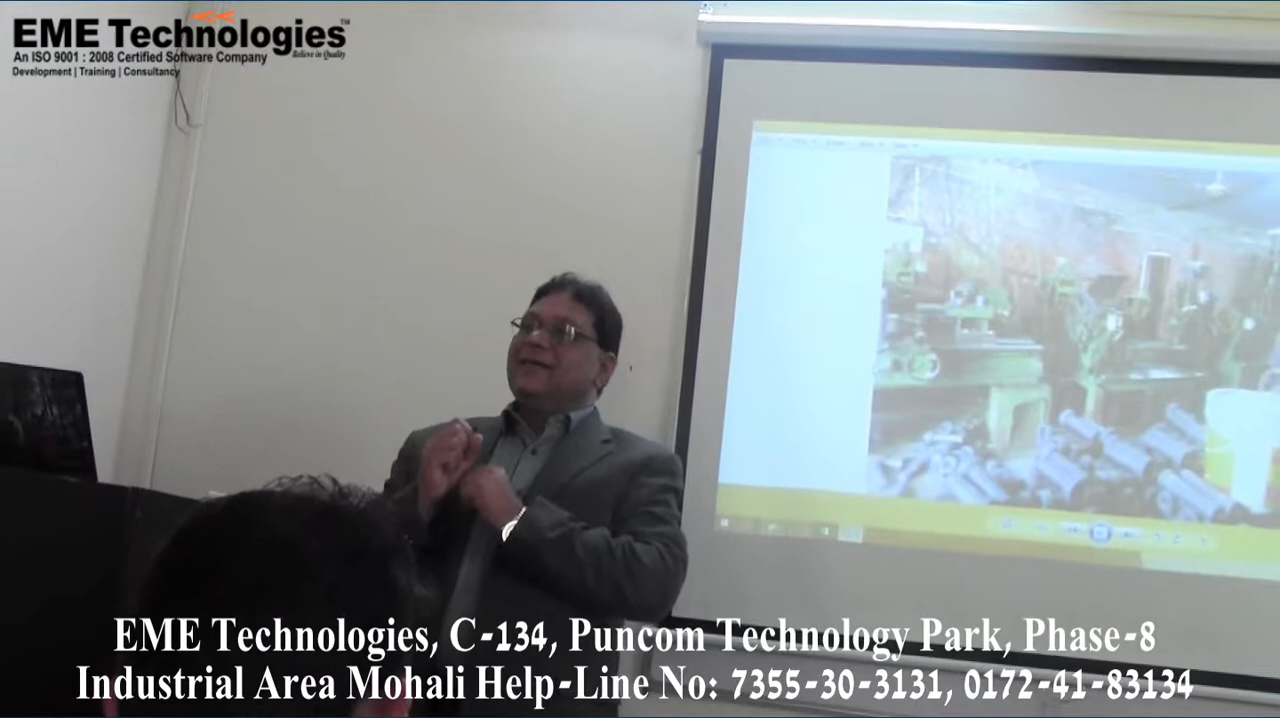 EME Technologies™
An ISO 9001 : 2008 Certified Software Company
Believe in Quality
Development | Training | Consultancy
EME Technologies, C-134, Puncom Technology Park, Phase-8
Industrial Area Mohali Help-Line No: 7355-30-3131, 0172-41-83134